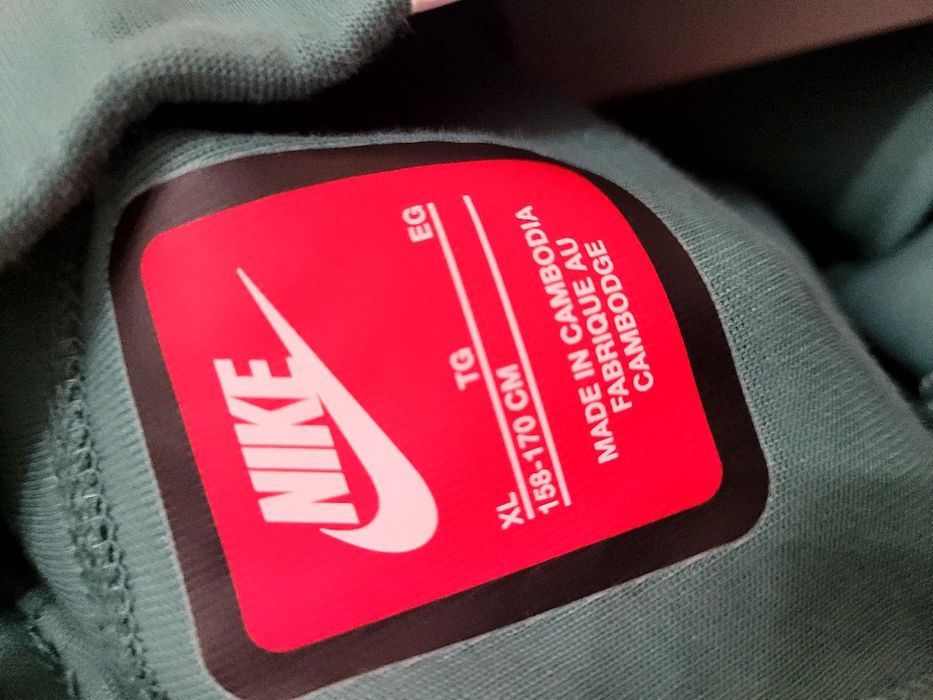 NIKE
XL TG EG
158-170 CM
MADE IN CAMBODIA
FABRIQUE AU
CAMBODGE